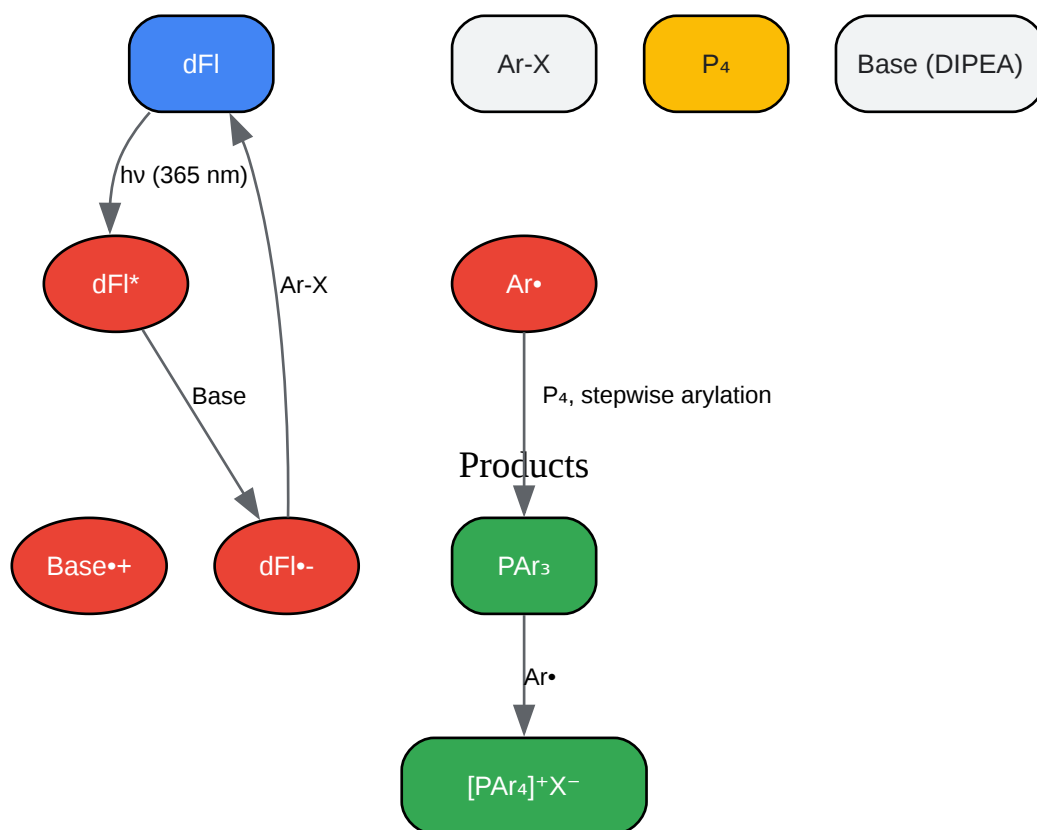 dFl
Ar-X
P₄
Base (DIPEA)
hν (365 nm)
dFl*
Ar-X
Ar•
Base
P₄, stepwise arylation
Products
Base•+
dFl•-
PAr₃
Ar•
[PAr₄]⁺X⁻